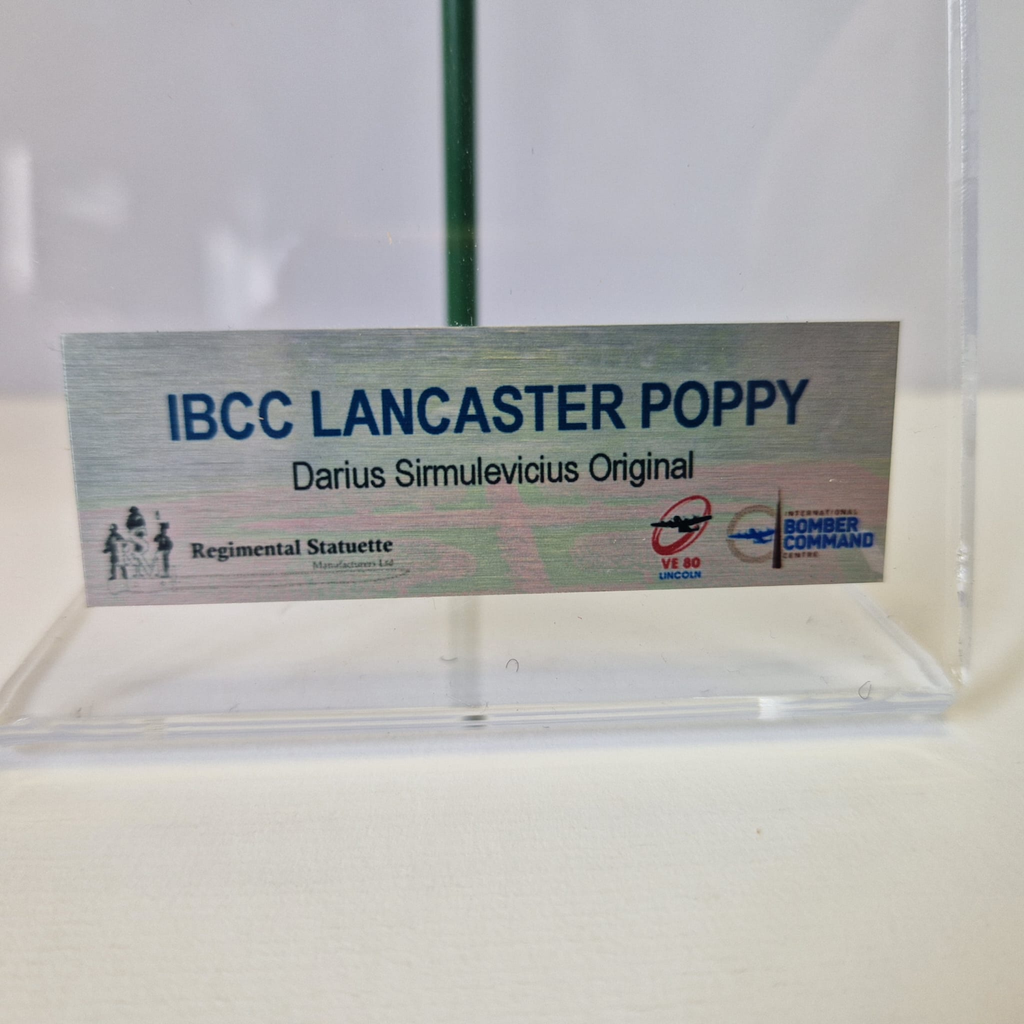 IBCC LANCASTER POPPY
Darius Sirmulevicius Original
Regimental Statuette
Manufacturers Ltd
VE 80
LINCOLN
INTERNATIONAL
BOMBER
COMMAND
CENTRE